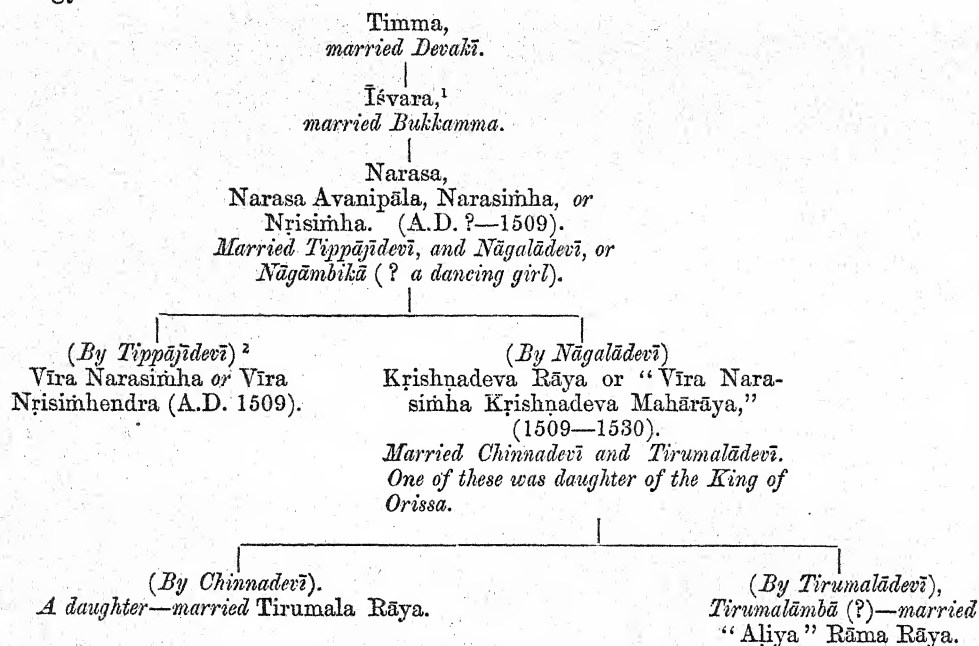 Timma,
married Devakī.
Īśvara,¹
married Bukkamma.
Narasa,
Narasa Avanipāla, Narasiṁha, or
Nṛisiṁha. (A.D. ?—1509).
Married Tippājīdevī, and Nāgalādevī, or
Nāgāmbikā ( ? a dancing girl).
(By Tippājīdevī) ²
Vīra Narasiṁha or Vīra
Nṛisiṁhendra (A.D. 1509).
(By Nāgalādevī)
Kṛishṇadeva Rāya or “Vīra Nara-
siṁha Kṛishṇadeva Mahārāya,”
(1509—1530).
Married Chinnadevī and Tirumalādevī.
One of these was daughter of the King of
Orissa.
(By Chinnadevī).
A daughter—married Tirumala Rāya.
(By Tirumalādevī),
Tirumalāmbā (?)—married
“Aḷiya” Rāma Rāya.